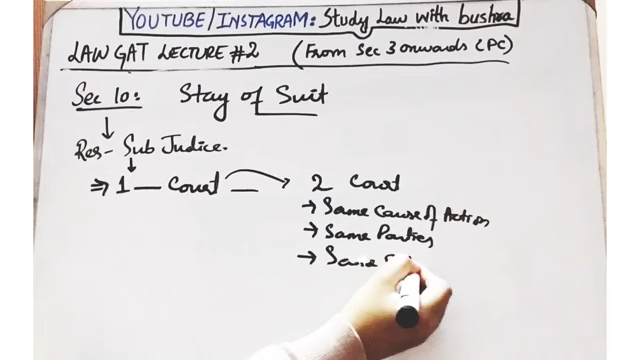 YOUTUBE/INSTAGRAM: Study Law with bushra
LAW GAT LECTURE #2 (From Sec 3 onwards CPC)
Sec 10: Stay of Suit
Res-Sub Judice.
⇒ 1 — Court — → 2 Court
→ Same Cause of Action
→ Same Parties
→ Same